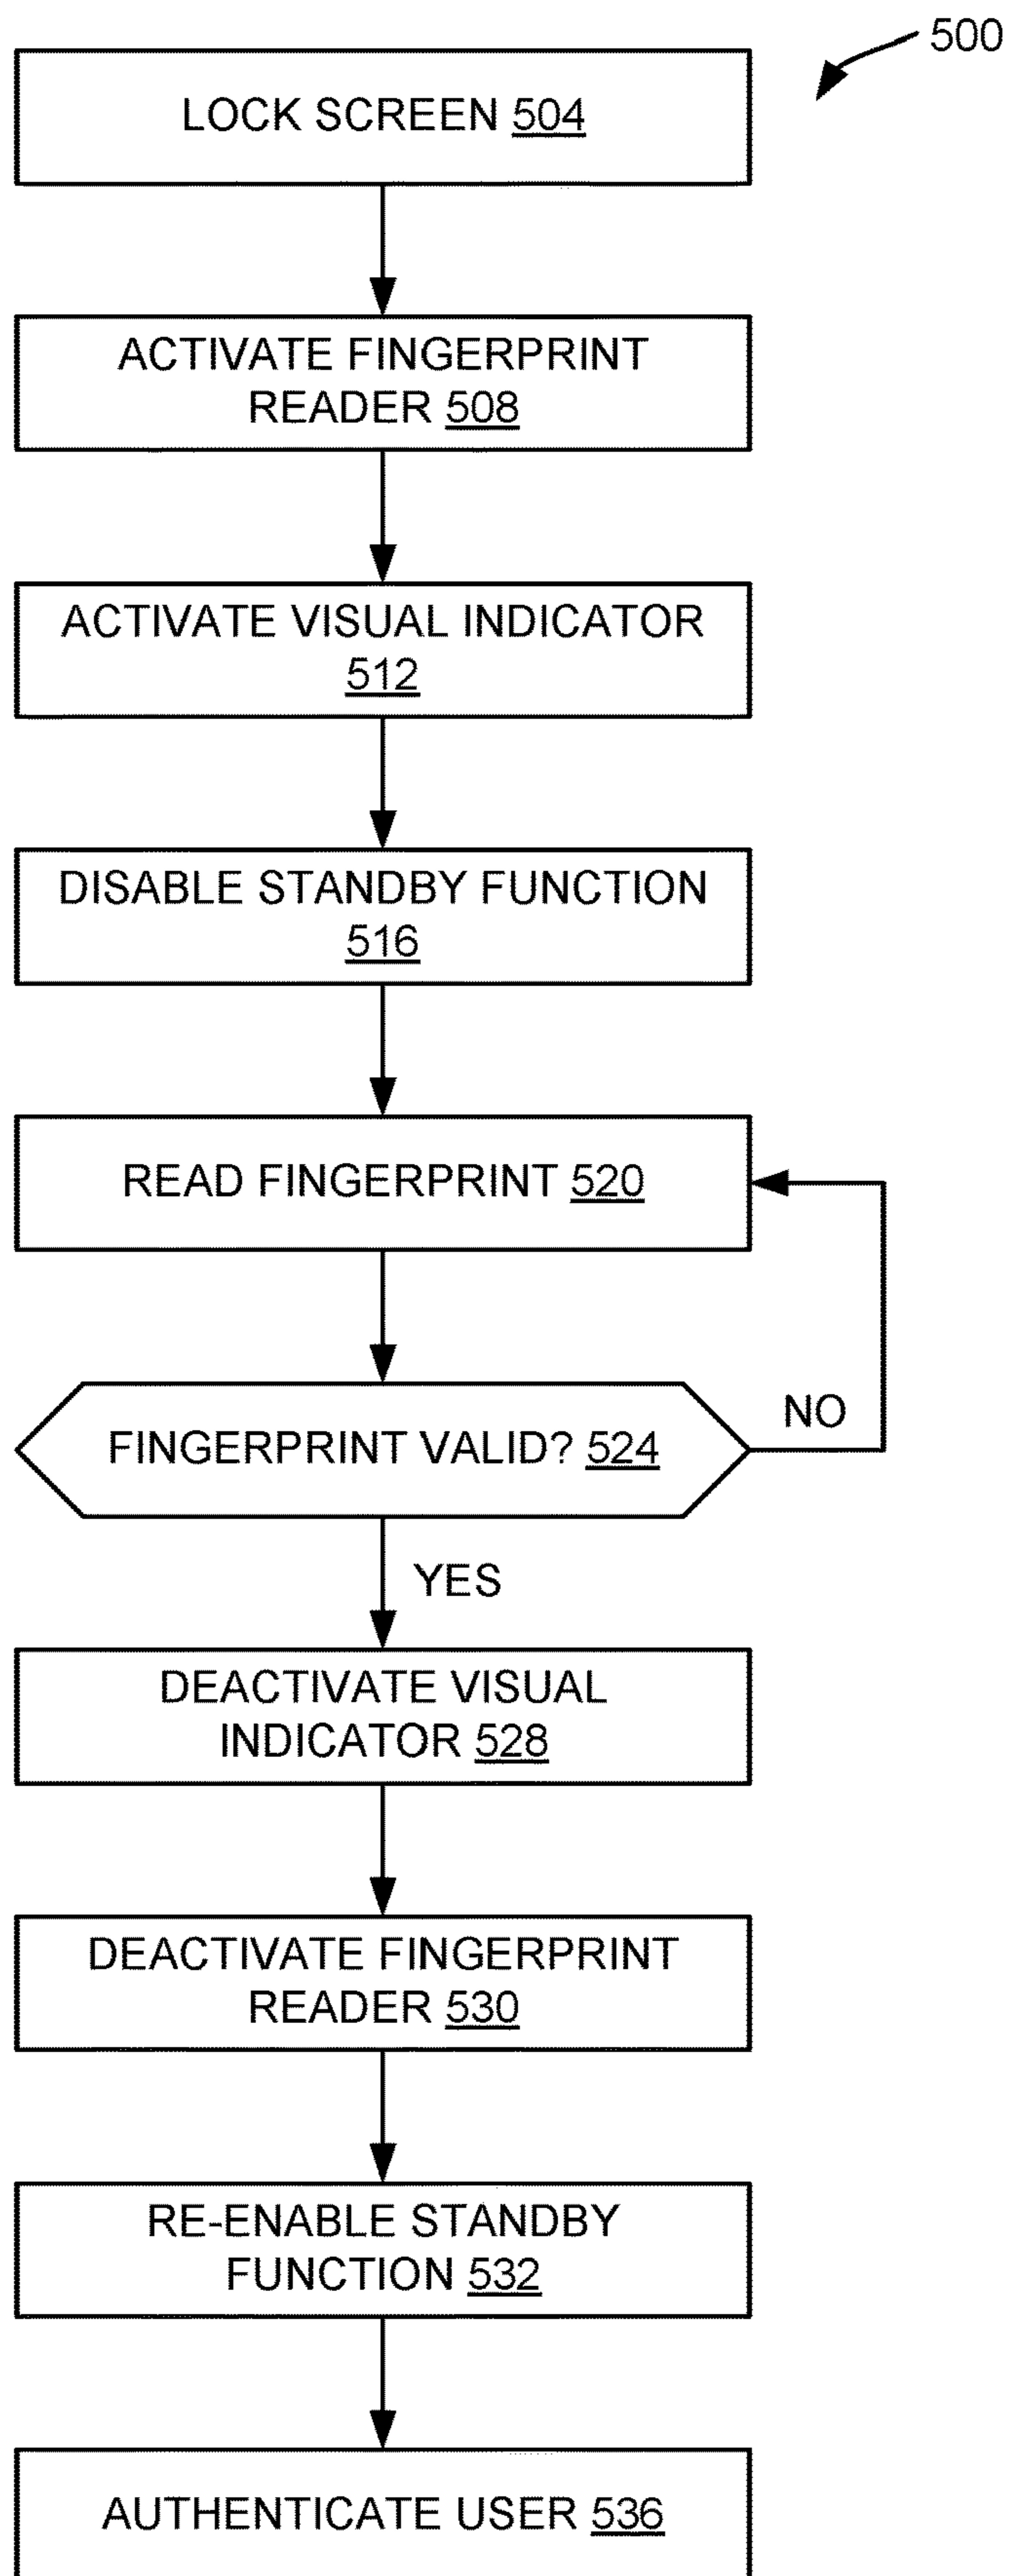 500
LOCK SCREEN 504
ACTIVATE FINGERPRINT
READER 508
ACTIVATE VISUAL INDICATOR
512
DISABLE STANDBY FUNCTION
516
READ FINGERPRINT 520
NO
FINGERPRINT VALID? 524
YES
DEACTIVATE VISUAL
INDICATOR 528
DEACTIVATE FINGERPRINT
READER 530
RE-ENABLE STANDBY
FUNCTION 532
AUTHENTICATE USER 536